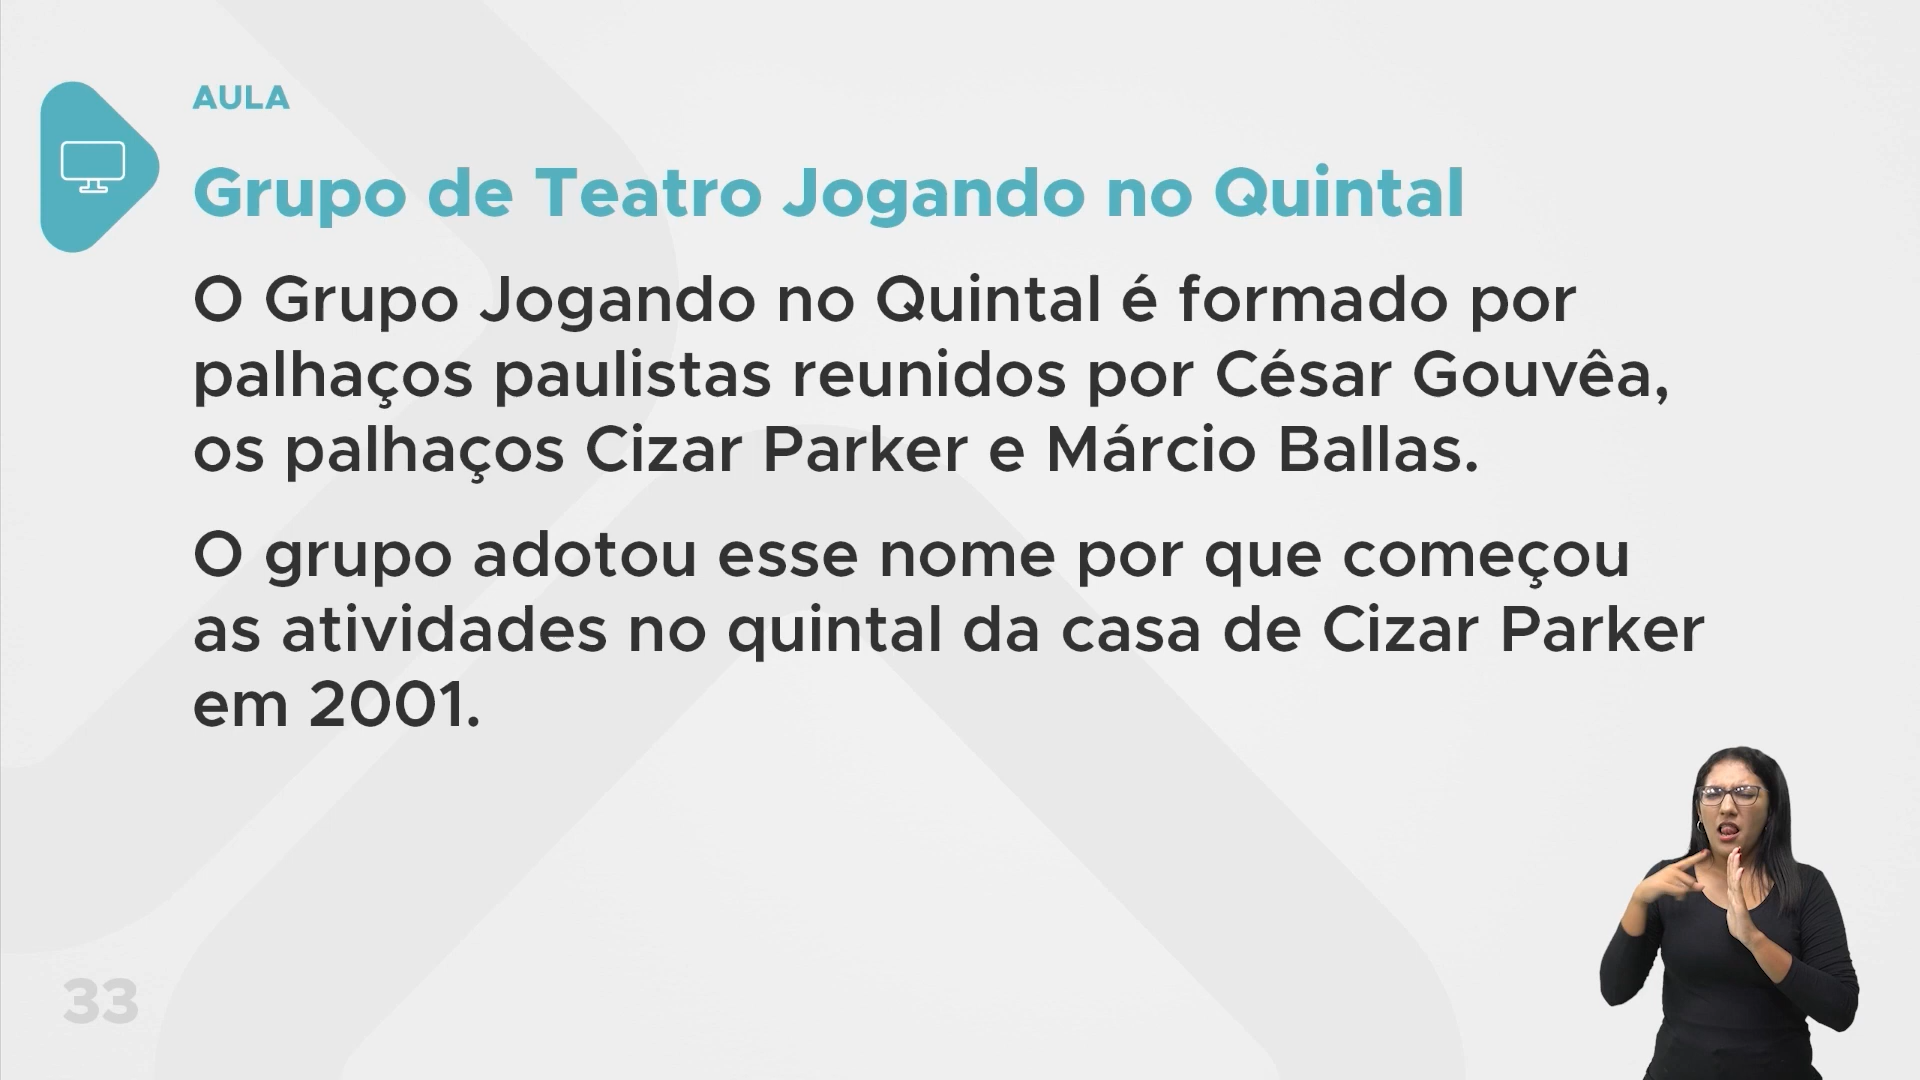 AULA
Grupo de Teatro Jogando no Quintal
O Grupo Jogando no Quintal é formado por
palhaços paulistas reunidos por César Gouvêa,
os palhaços Cizar Parker e Márcio Ballas.
O grupo adotou esse nome por que começou
as atividades no quintal da casa de Cizar Parker
em 2001.
33